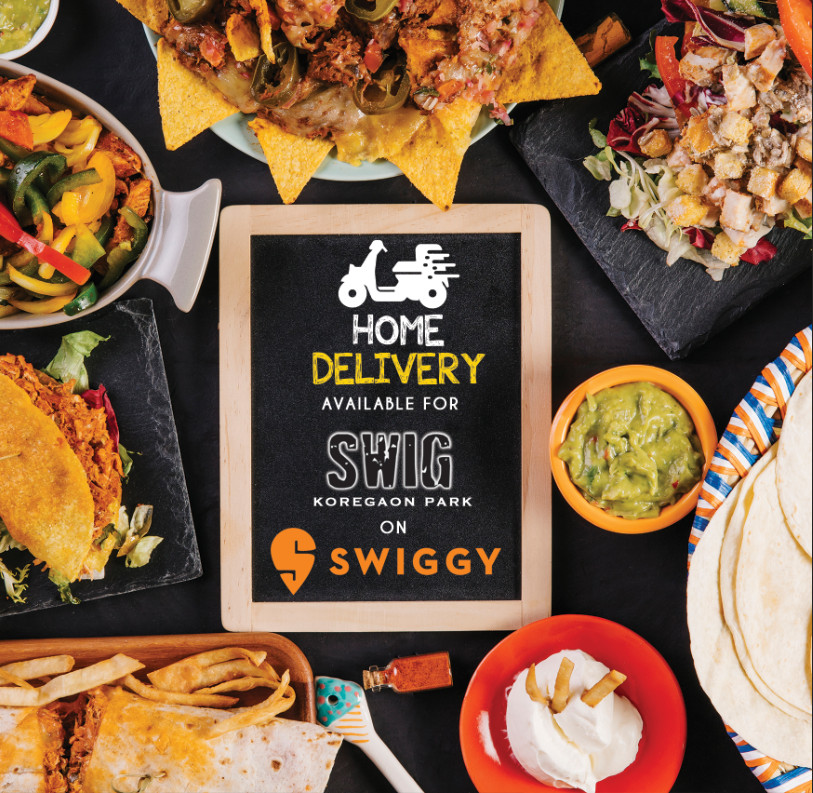 HOME
DELIVERY
AVAILABLE FOR
SWIG
KOREGAON PARK
ON
SWIGGY